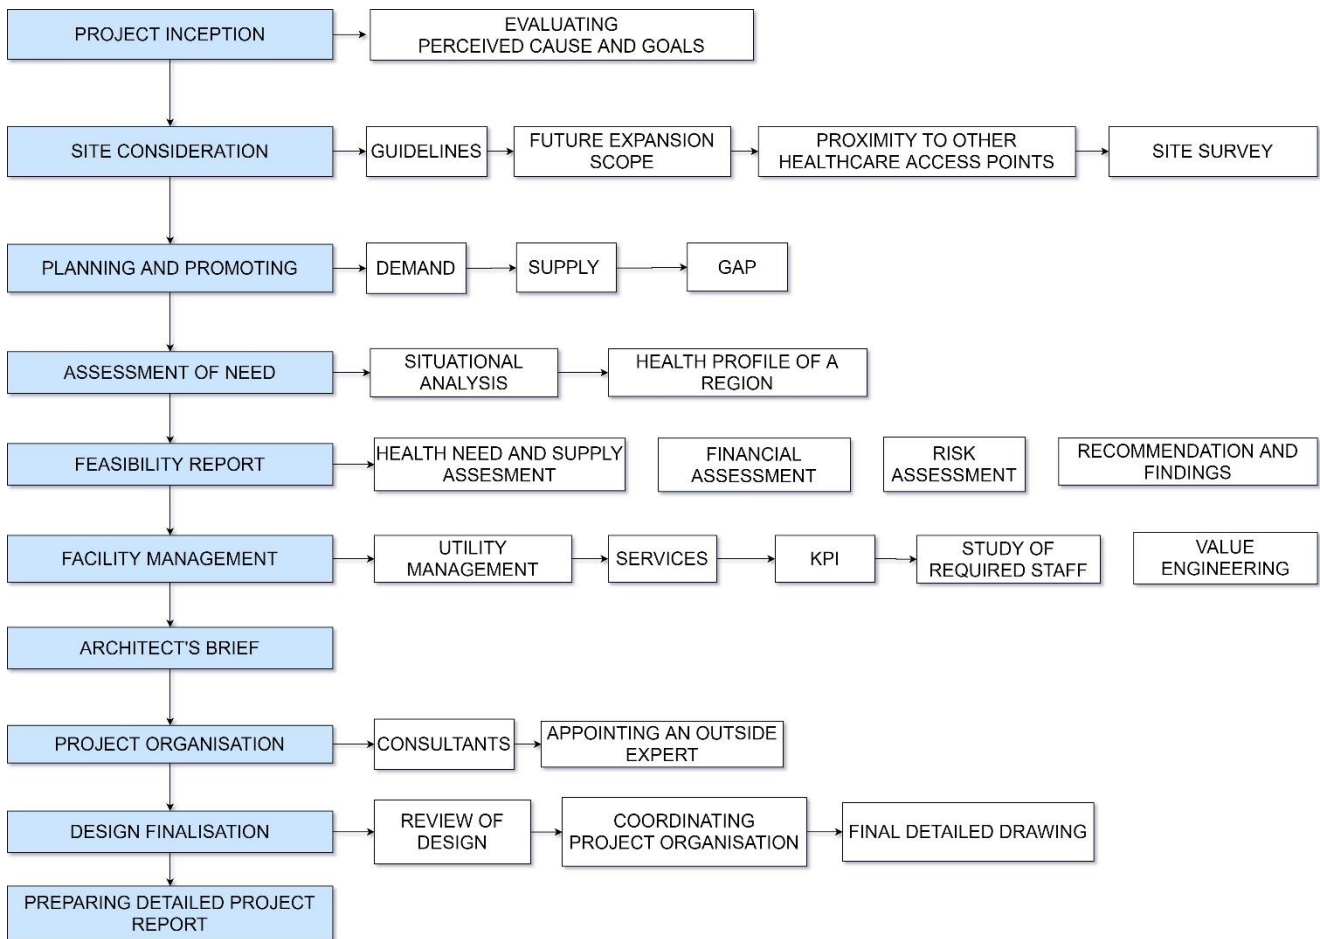 PROJECT INCEPTION
EVALUATING
PERCEIVED CAUSE AND GOALS
SITE CONSIDERATION
GUIDELINES
FUTURE EXPANSION
SCOPE
PROXIMITY TO OTHER
HEALTHCARE ACCESS POINTS
SITE SURVEY
PLANNING AND PROMOTING
DEMAND
SUPPLY
GAP
ASSESSMENT OF NEED
SITUATIONAL
ANALYSIS
HEALTH PROFILE OF A
REGION
FEASIBILITY REPORT
HEALTH NEED AND SUPPLY
ASSESMENT
FINANCIAL
ASSESSMENT
RISK
ASSESSMENT
RECOMMENDATION AND
FINDINGS
FACILITY MANAGEMENT
UTILITY
MANAGEMENT
SERVICES
KPI
STUDY OF
REQUIRED STAFF
VALUE
ENGINEERING
ARCHITECT'S BRIEF
PROJECT ORGANISATION
CONSULTANTS
APPOINTING AN OUTSIDE
EXPERT
DESIGN FINALISATION
REVIEW OF
DESIGN
COORDINATING
PROJECT ORGANISATION
FINAL DETAILED DRAWING
PREPARING DETAILED PROJECT
REPORT